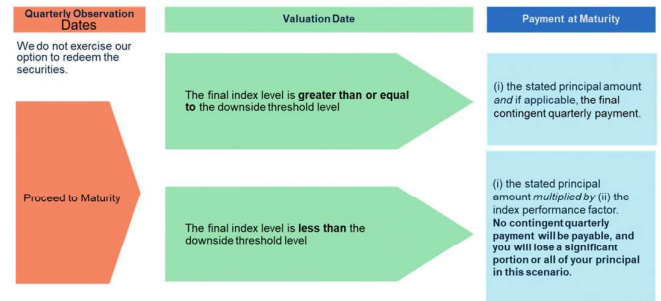 Quarterly Observation
Dates
Valuation Date
Payment at Maturity
We do not exercise our
option to redeem the
securities.
Proceed to Maturity
The final index level is greater than or equal
to the downside threshold level
(i) the stated principal amount
and if applicable, the final
contingent quarterly payment.
The final index level is less than the
downside threshold level
(i) the stated principal
amount multiplied by (ii) the
index performance factor.
No contingent quarterly
payment will be payable, and
you will lose a significant
portion or all of your principal
in this scenario.